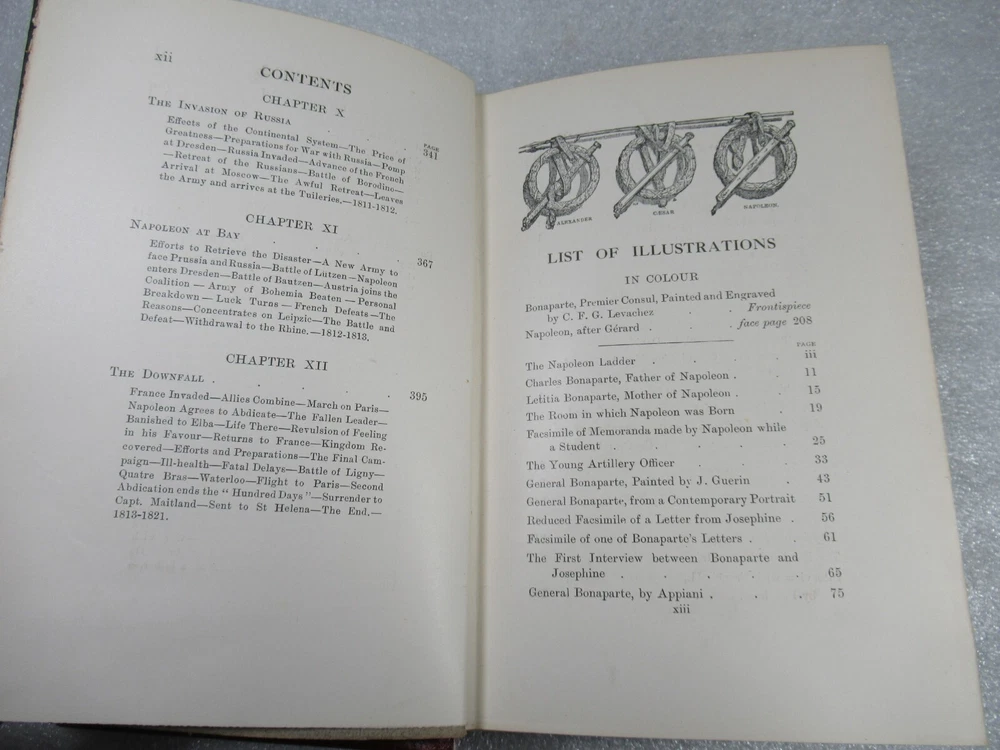 xii
CONTENTS
CHAPTER X
PAGE
The Invasion of Russia . . . 341
Effects of the Continental System—The Price of
Greatness—Preparations for War with Russia—Pomp
at Dresden—Russia Invaded—Advance of the French
—Retreat of the Russians—Battle of Borodino—
Arrival at Moscow—The Awful Retreat—Leaves
the Army and arrives at the Tuileries.—1811-1812.
CHAPTER XI
Napoleon at Bay . . . . 367
Efforts to Retrieve the Disaster—A New Army to
face Prussia and Russia—Battle of Lützen—Napoleon
enters Dresden—Battle of Bautzen—Austria joins the
Coalition—Army of Bohemia Beaten—Personal
Breakdown—Luck Turns—French Defeats—The
Reasons—Concentrates on Leipzic—The Battle and
Defeat—Withdrawal to the Rhine.—1812-1813.
CHAPTER XII
The Downfall . . . . . 395
France Invaded—Allies Combine—March on Paris—
Napoleon Agrees to Abdicate—The Fallen Leader—
Banished to Elba—Life There—Revulsion of Feeling
in his Favour—Returns to France—Kingdom Re-
covered—Efforts and Preparations—The Final Cam-
paign—Ill-health—Fatal Delays—Battle of Ligny—
Quatre Bras—Waterloo—Flight to Paris—Second
Abdication ends the "Hundred Days"—Surrender to
Capt. Maitland—Sent to St Helena—The End.—
1813-1821.
ALEXANDER CÆSAR NAPOLEON.
LIST OF ILLUSTRATIONS
IN COLOUR
Bonaparte, Premier Consul, Painted and Engraved
by C. F. G. Levachez . . Frontispiece
Napoleon, after Gérard . . . face page 208
PAGE
The Napoleon Ladder . . . . iii
Charles Bonaparte, Father of Napoleon . . 11
Letitia Bonaparte, Mother of Napoleon . . 15
The Room in which Napoleon was Born . 19
Facsimile of Memoranda made by Napoleon while
a Student . . . . . 25
The Young Artillery Officer . . . 33
General Bonaparte, Painted by J. Guerin . 43
General Bonaparte, from a Contemporary Portrait 51
Reduced Facsimile of a Letter from Josephine . 56
Facsimile of one of Bonaparte's Letters . . 61
The First Interview between Bonaparte and
Josephine . . . . . 65
General Bonaparte, by Appiani . . . 75
xiii